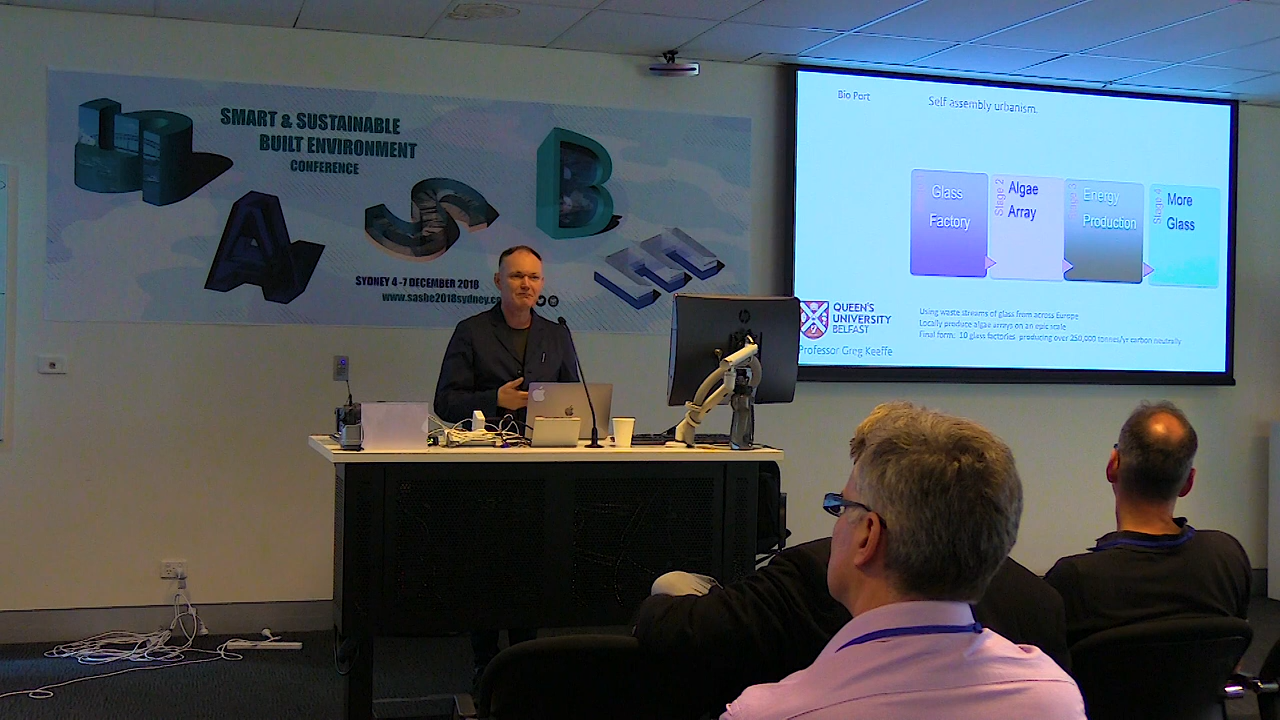 SMART & SUSTAINABLE
BUILT ENVIRONMENT
CONFERENCE
SASBE
SYDNEY 4-7 DECEMBER 2018
Bio Port
Self assembly urbanism.
Glass
Factory
Stage 2
Algae
Array
Energy
Production
Stage 4
More
Glass
QUEEN'S
UNIVERSITY
BELFAST
Professor Greg Keeffe
Using waste streams of glass from across Europe
Locally produce algae arrays on an epic scale
Final form: 10 glass factories producing over 250,000 tonnes/yr carbon neutrally
hp